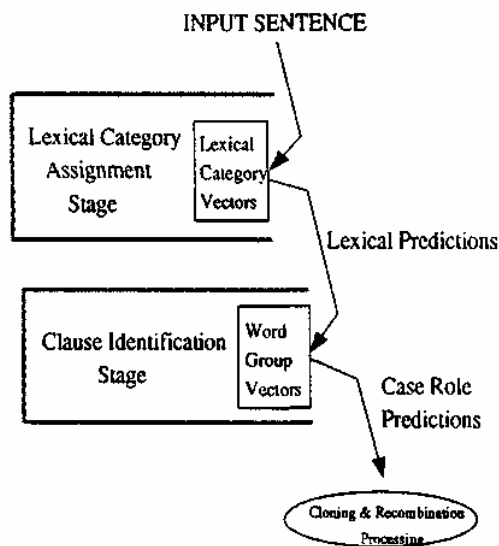 INPUT SENTENCE
Lexical Category
Assignment
Stage
Lexical
Category
Vectors
Lexical Predictions
Clause Identification
Stage
Word
Group
Vectors
Case Role
Predictions
Cloning & Recombination
Processing